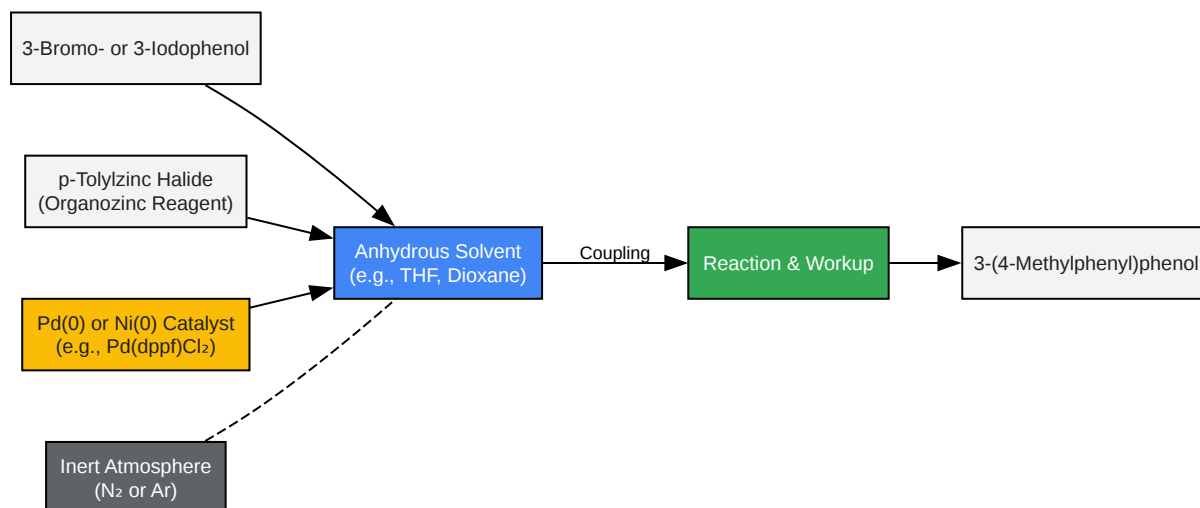 3-Bromo- or 3-Iodophenol
p-Tolylzinc Halide
(Organozinc Reagent)
Pd(0) or Ni(0) Catalyst
(e.g., Pd(dppf)Cl₂)
Inert Atmosphere
(N₂ or Ar)
Anhydrous Solvent
(e.g., THF, Dioxane)
Coupling
Reaction & Workup
3-(4-Methylphenyl)phenol